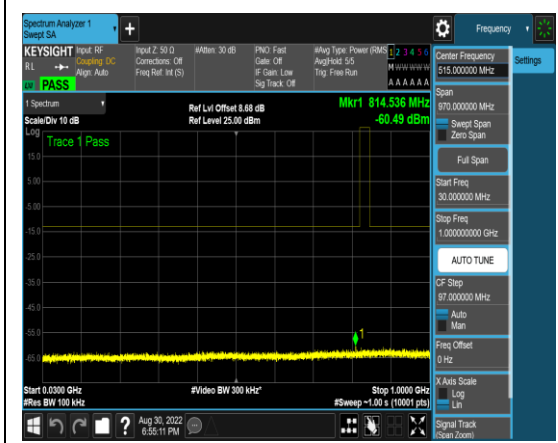 Spectrum Analyzer 1
Swept SA
+
Frequency
KEYSIGHT
RL
PASS
Input: RF
Coupling: DC
Align: Auto
Input Z: 50 Ω
Corrections: Off
Freq Ref: Int (S)
#Atten: 30 dB
PNO: Fast
Gate: Off
IF Gain: Low
Sig Track: Off
#Avg Type: Power (RMS
Avg|Hold: 5/5
Trig: Free Run
1 2 3 4 5 6
M W W W W W
A A A A A A
1 Spectrum
Scale/Div 10 dB
Ref Lvl Offset 8.68 dB
Ref Level 25.00 dBm
Mkr1 814.536 MHz
-60.49 dBm
Log
Trace 1 Pass
15.0
5.00
-5.00
-15.0
-25.0
-35.0
-45.0
-55.0
-65.0
1
Start 0.0300 GHz
#Res BW 100 kHz
#Video BW 300 kHz*
Stop 1.0000 GHz
#Sweep ~1.00 s (10001 pts)
Center Frequency
515.000000 MHz
Settings
Span
970.000000 MHz
Swept Span
Zero Span
Full Span
Start Freq
30.000000 MHz
Stop Freq
1.000000000 GHz
AUTO TUNE
CF Step
97.000000 MHz
Auto
Man
Freq Offset
0 Hz
X Axis Scale
Log
Lin
Signal Track
(Span Zoom)
?
Aug 30, 2022
6:55:11 PM